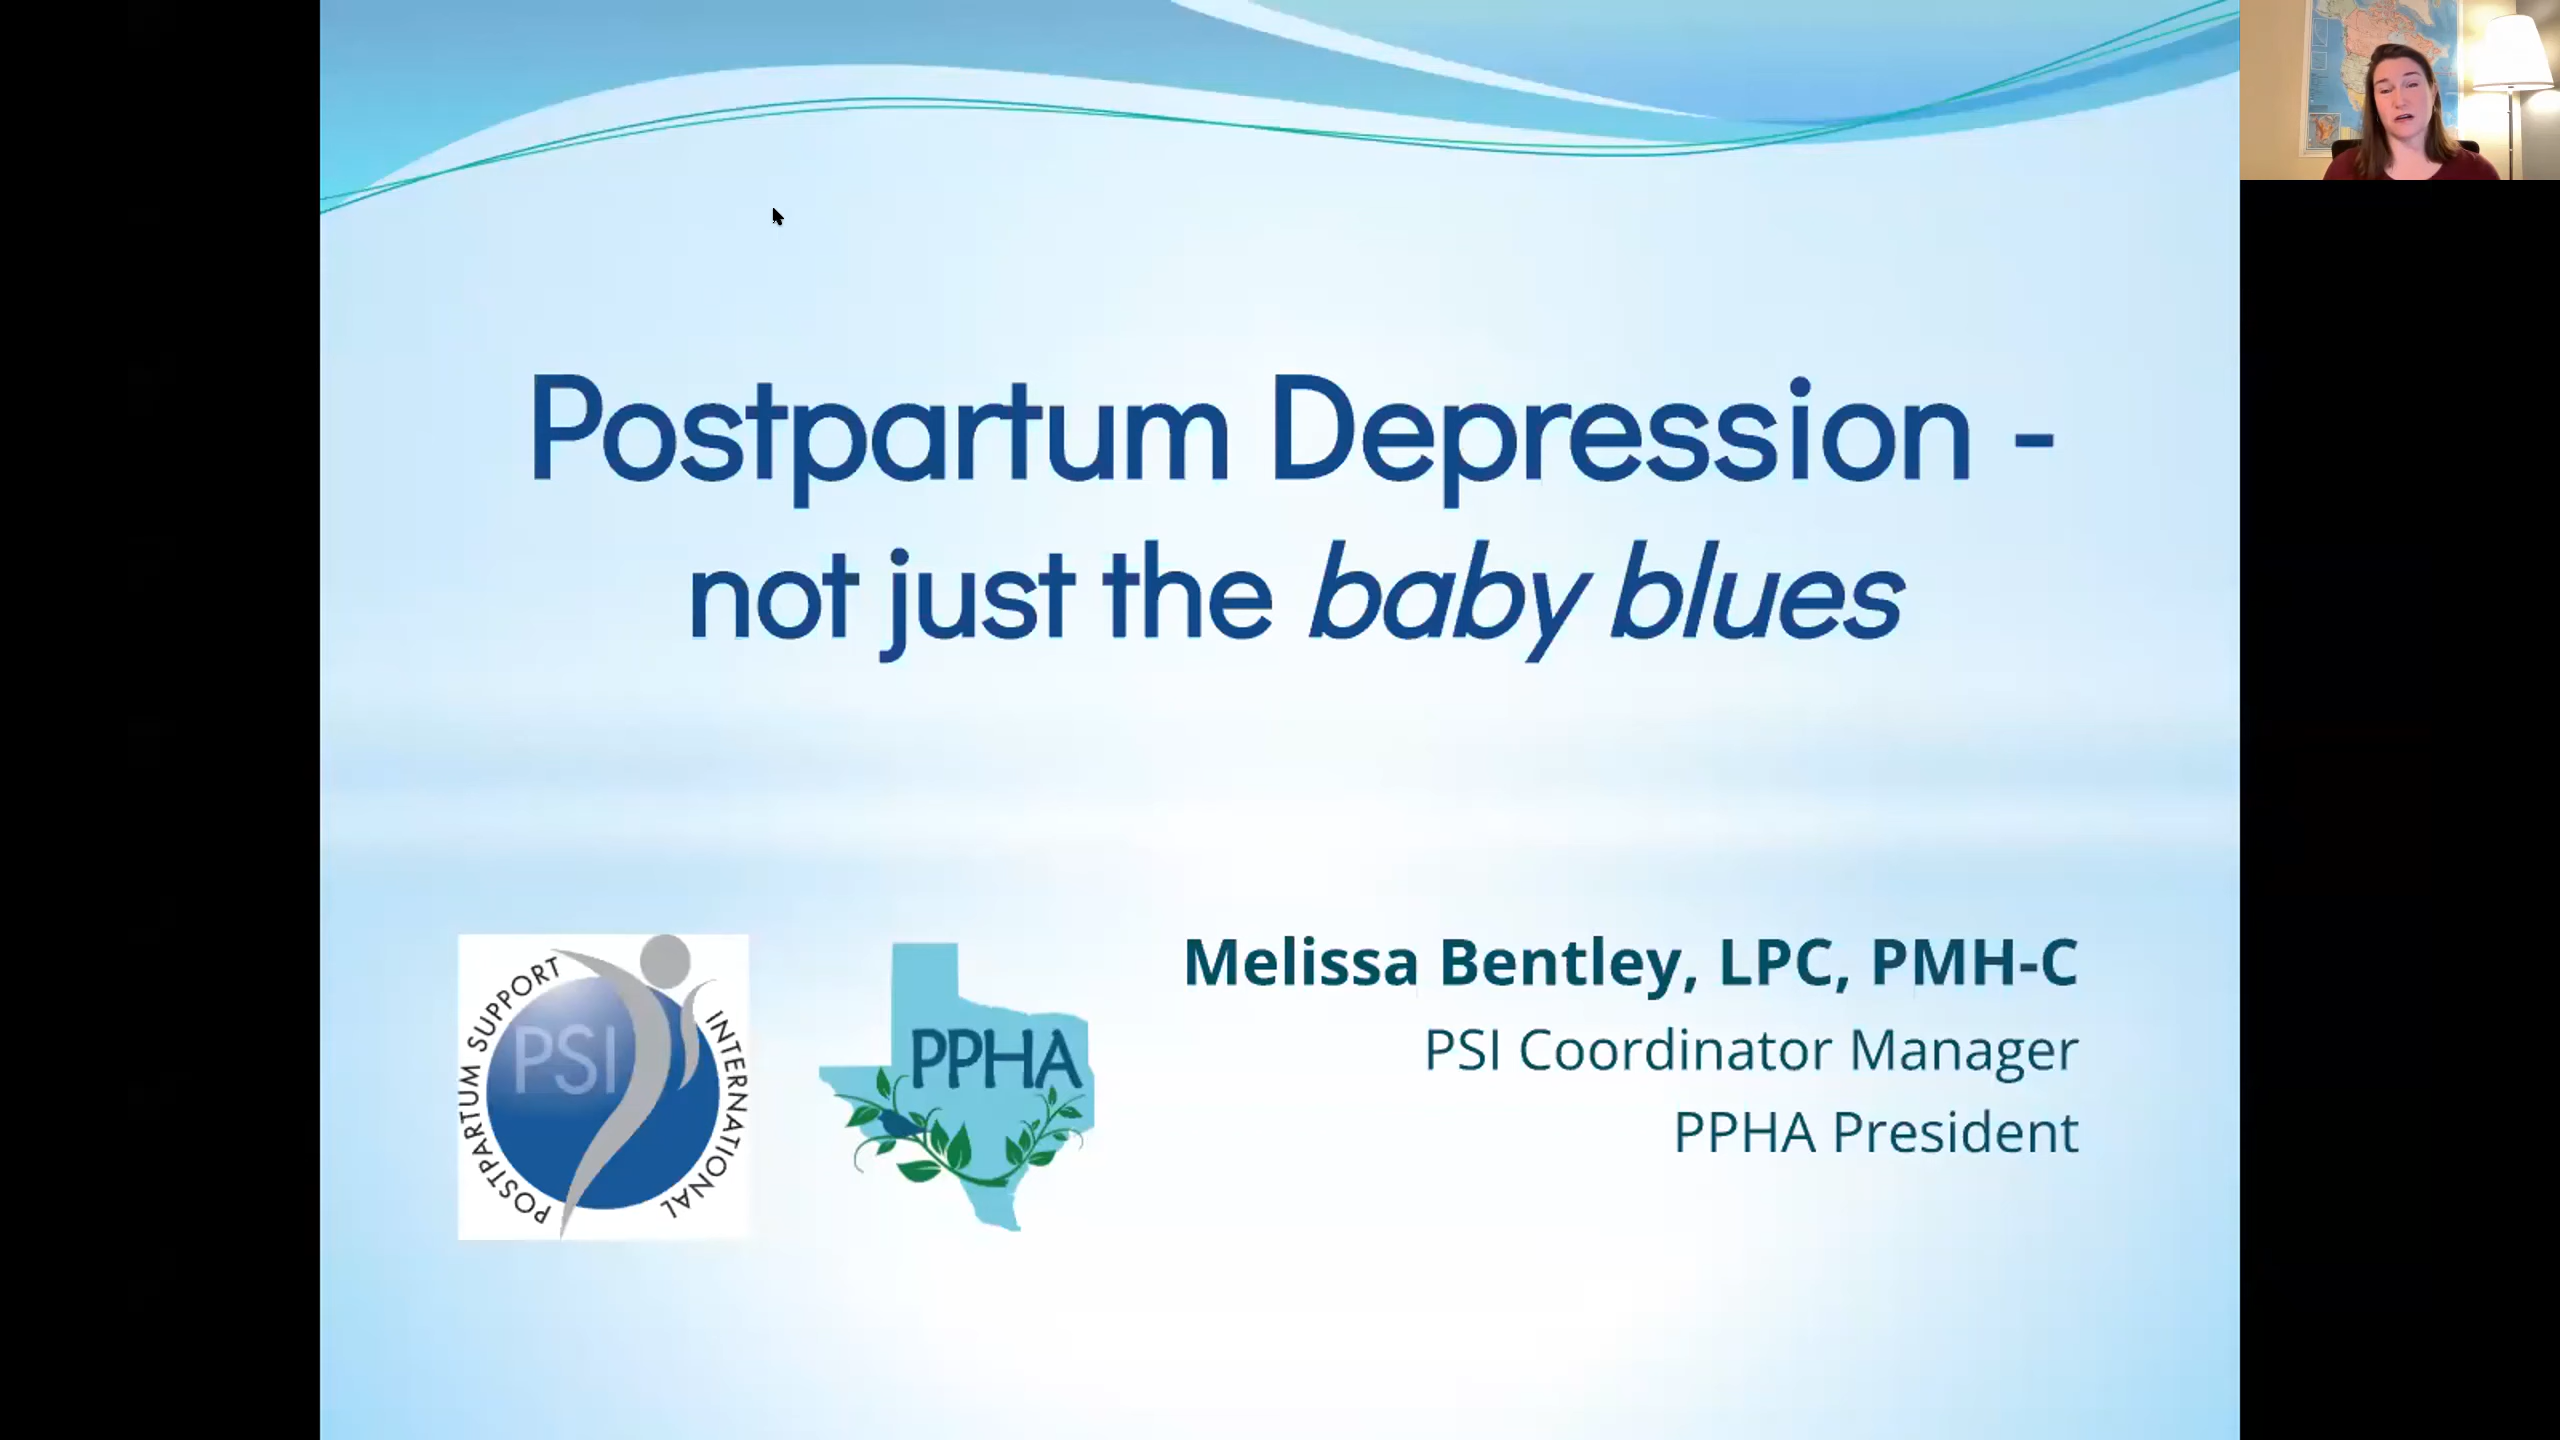 Postpartum Depression -
not just the baby blues
POSTPARTUM SUPPORT INTERNATIONAL
PSI
PPHA
Melissa Bentley, LPC, PMH-C
PSI Coordinator Manager
PPHA President